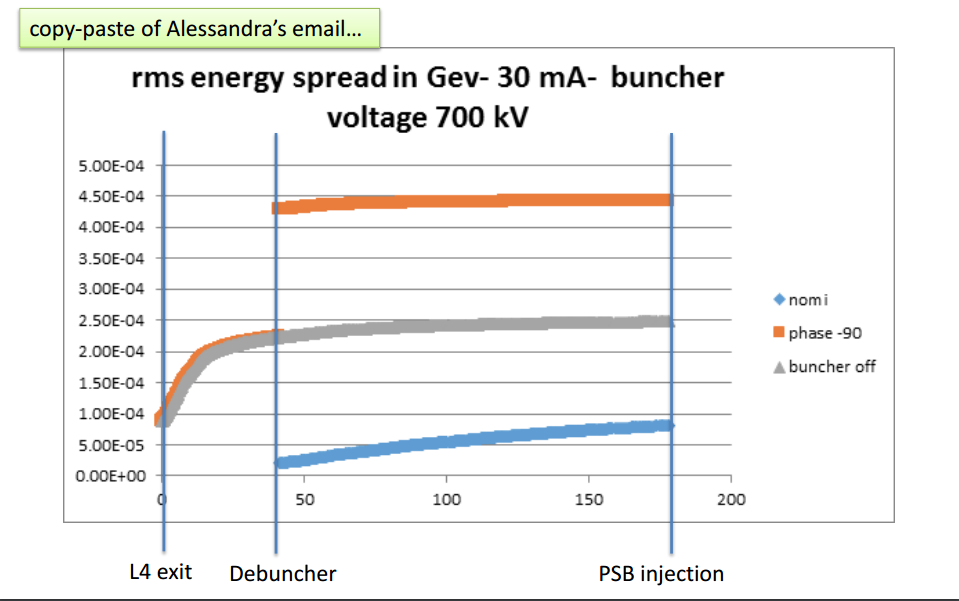 copy-paste of Alessandra's email...
rms energy spread in Gev- 30 mA- buncher
voltage 700 kV
5.00E-04
4.50E-04
4.00E-04
3.50E-04
3.00E-04
2.50E-04
2.00E-04
1.50E-04
1.00E-04
5.00E-05
0.00E+00
0 50 100 150 200
nomi
phase -90
buncher off
L4 exit Debuncher PSB injection